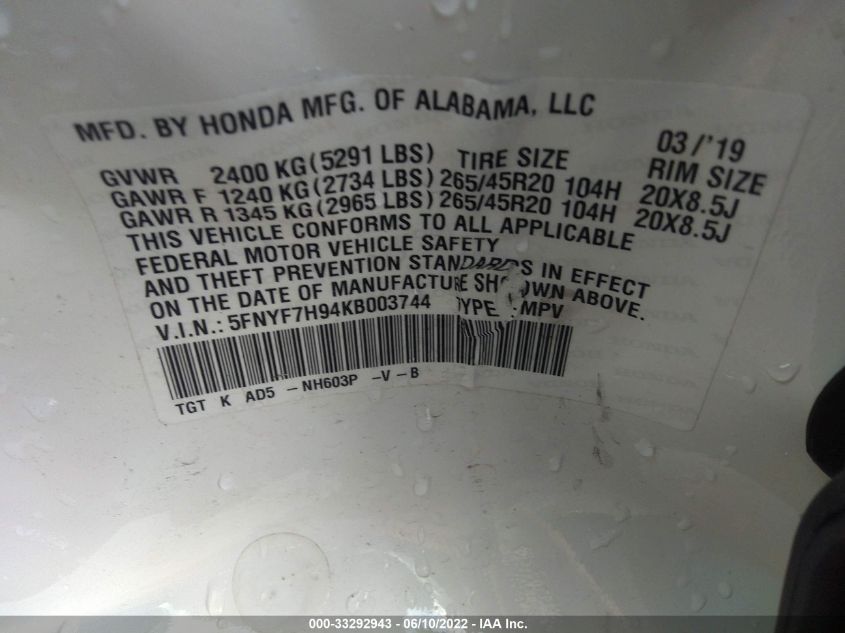 MFD. BY HONDA MFG. OF ALABAMA, LLC
03/'19
GVWR 2400 KG(5291 LBS) TIRE SIZE RIM SIZE
GAWR F 1240 KG(2734 LBS) 265/45R20 104H 20X8.5J
GAWR R 1345 KG(2965 LBS) 265/45R20 104H 20X8.5J
THIS VEHICLE CONFORMS TO ALL APPLICABLE
FEDERAL MOTOR VEHICLE SAFETY
AND THEFT PREVENTION STANDARDS IN EFFECT
ON THE DATE OF MANUFACTURE SHOWN ABOVE.
V.I.N.: 5FNYF7H94KB003744 TYPE : MPV
TGT K AD5 -NH603P -V-B
000-33292943 - 06/10/2022 - IAA Inc.